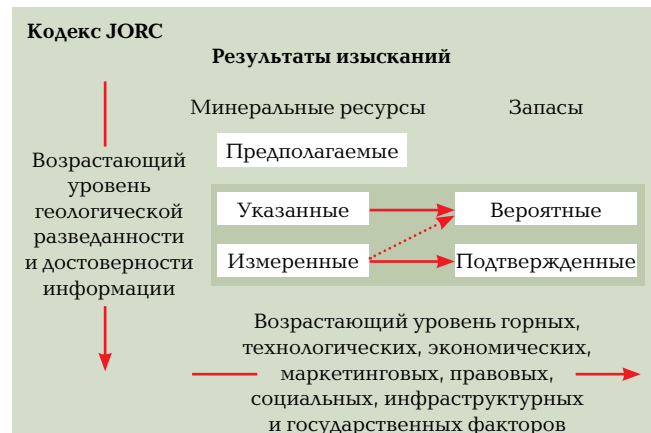 Кодекс JORC
Результаты изысканий
Минеральные ресурсы Запасы
Предполагаемые
Возрастающий
уровень
геологической
разведанности
и достоверности
информации
Указанные Вероятные
Измеренные Подтвержденные
Возрастающий уровень горных,
технологических, экономических,
маркетинговых, правовых,
социальных, инфраструктурных
и государственных факторов